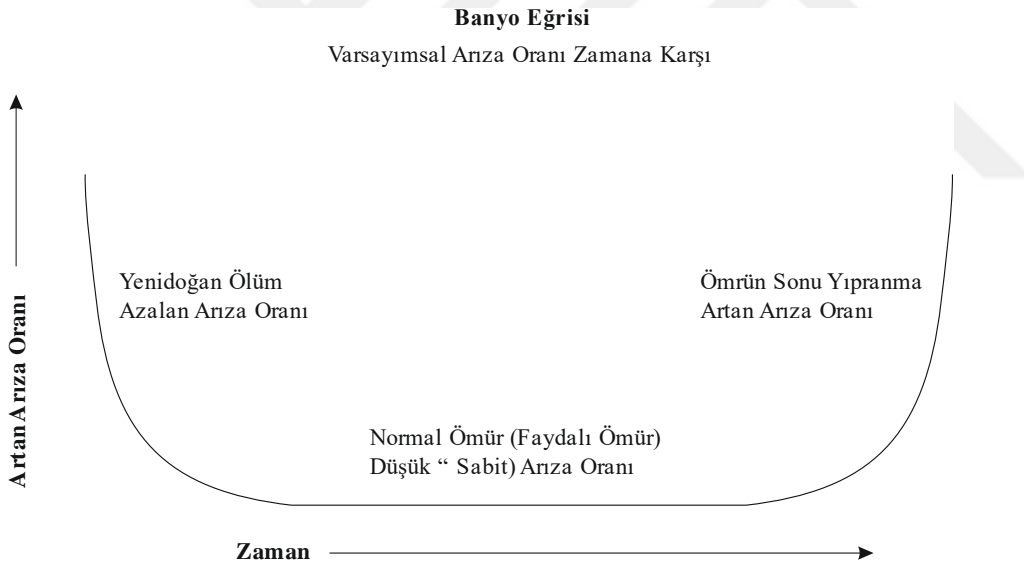 Banyo Eğrisi
Varsayımsal Arıza Oranı Zamana Karşı
Artan Arıza Oranı
Yenidoğan Ölüm
Azalan Arıza Oranı
Ömrün Sonu Yıpranma
Artan Arıza Oranı
Normal Ömür (Faydalı Ömür)
Düşük “ Sabit) Arıza Oranı
Zaman